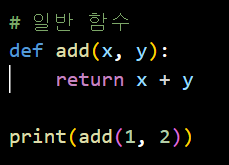 # 일반 함수
def add(x, y):
    return x + y

print(add(1, 2))